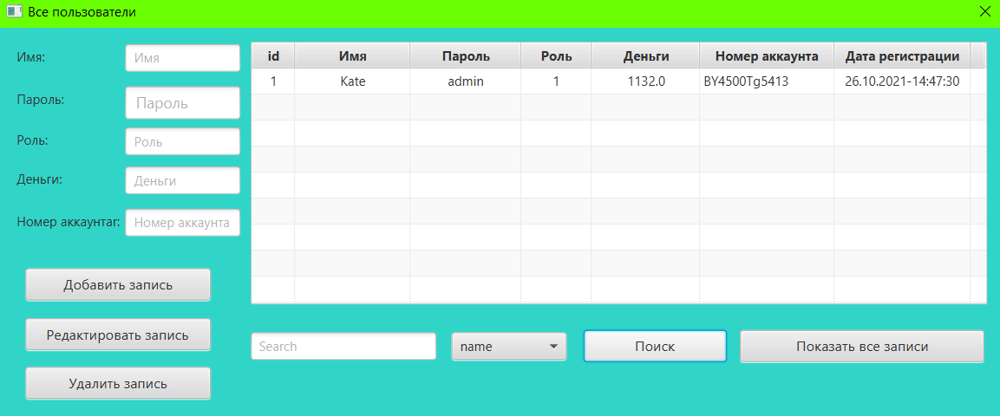 Все пользователи
Имя: Имя
Пароль: Пароль
Роль: Роль
Деньги: Деньги
Номер аккаунтаr: Номер аккаунта
Добавить запись
Редактировать запись
Удалить запись
id Имя Пароль Роль Деньги Номер аккаунта Дата регистрации
1 Kate admin 1 1132.0 BY4500Tg5413 26.10.2021-14:47:30
Search name Поиск Показать все записи